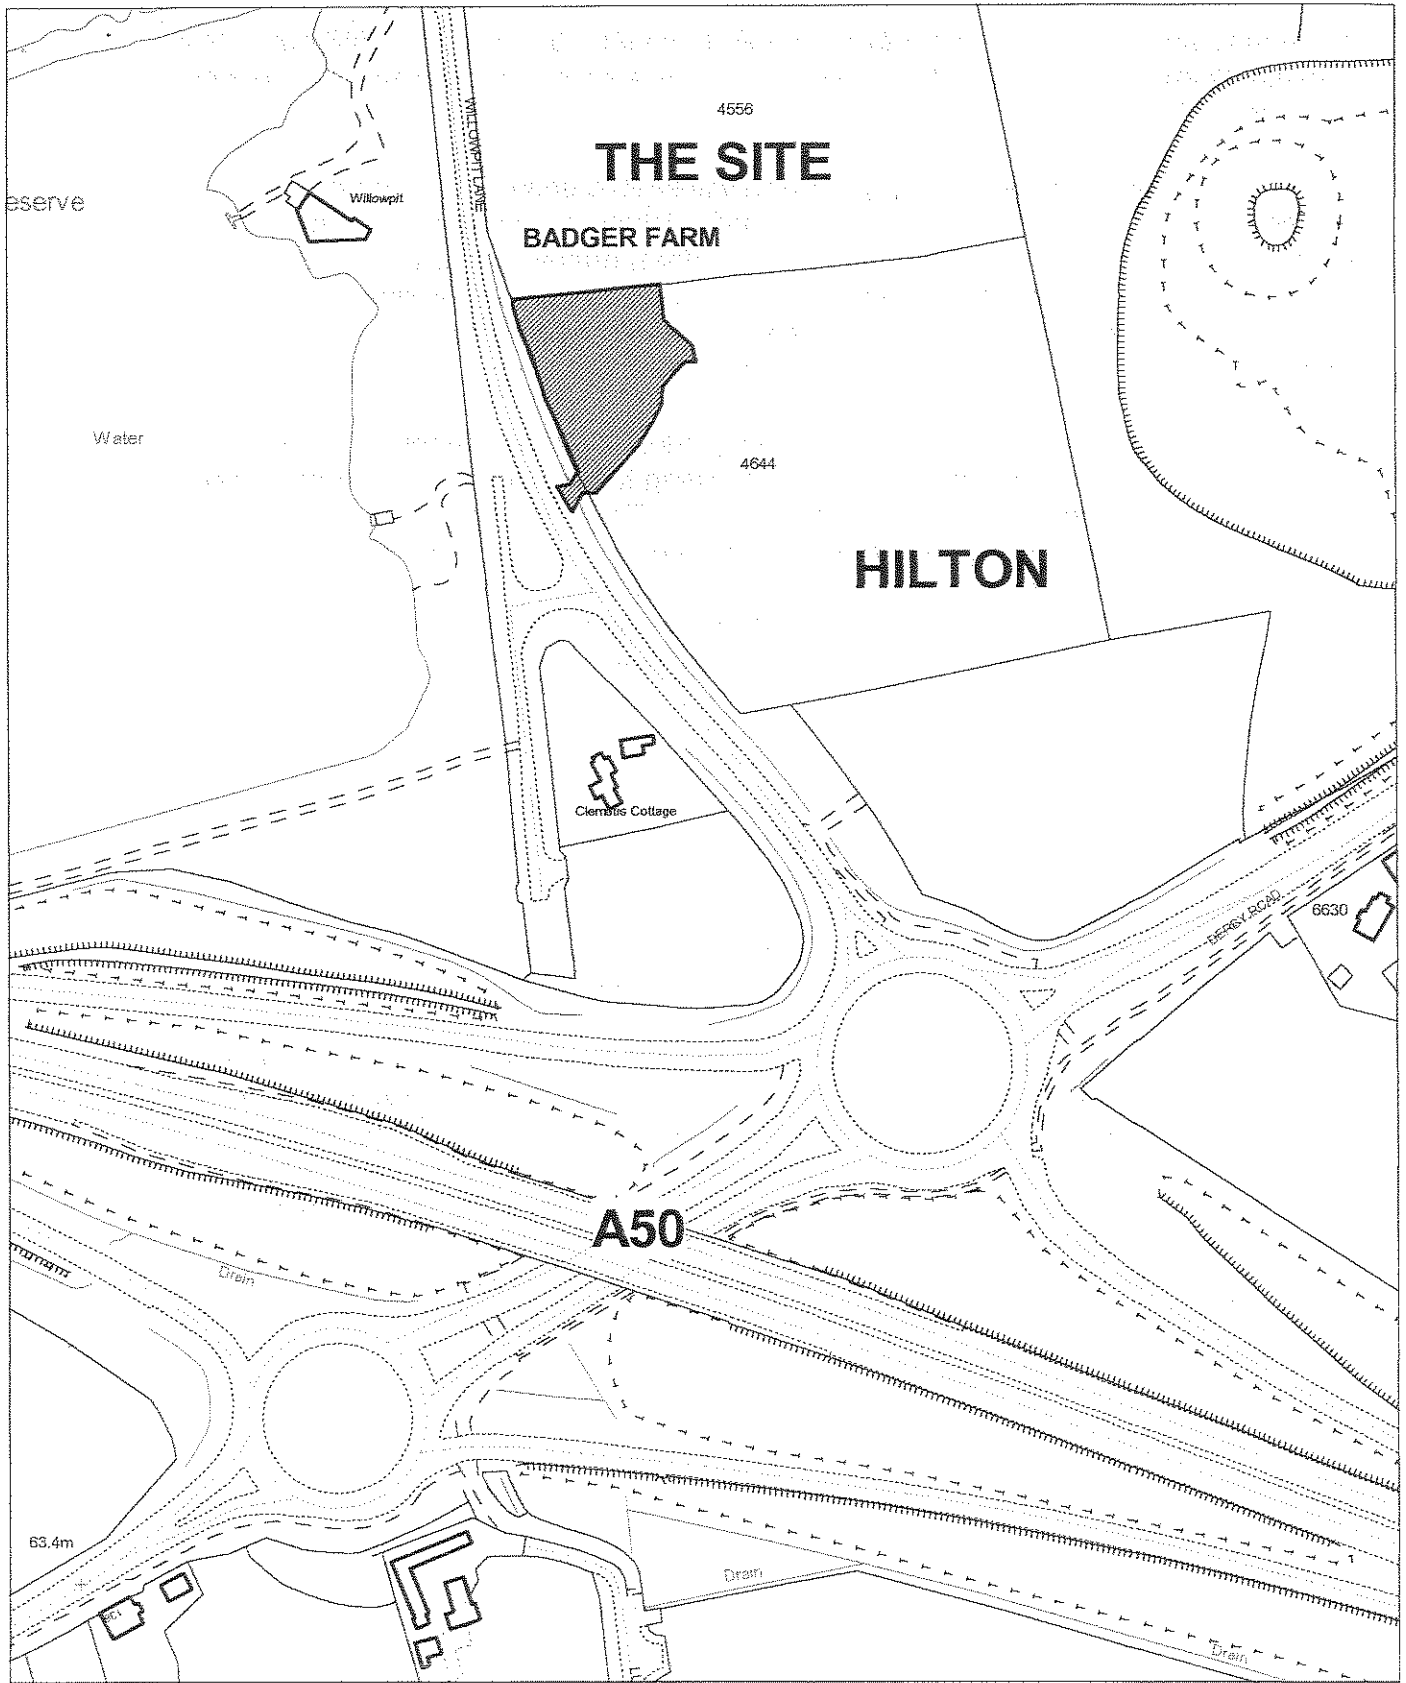 4556
THE SITE
WILLOWPIT LANE
Willowpit
eserve
BADGER FARM
Water
4644
HILTON
Clematis Cottage
6630
DERBY ROAD
A50
Drain
63.4m
Drain
Drain